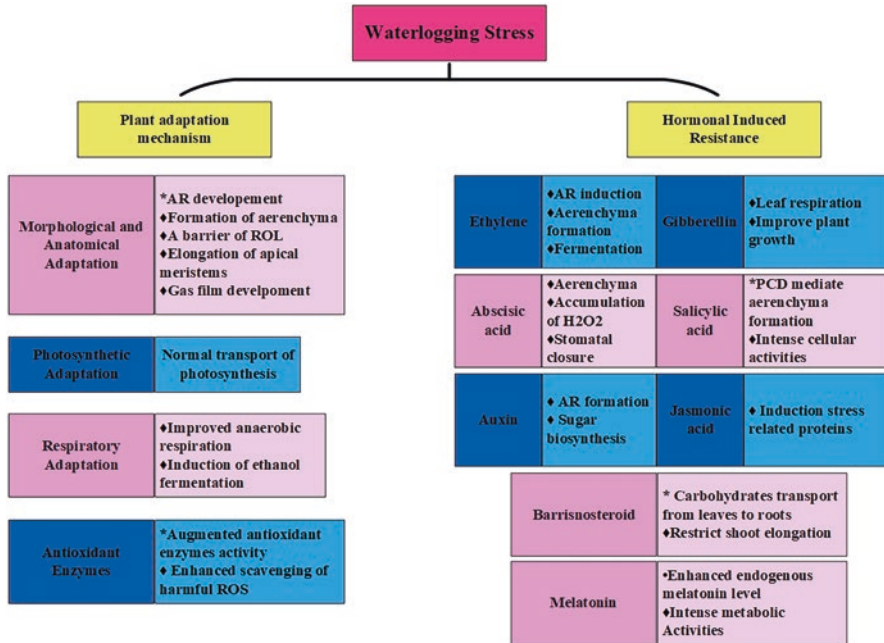 Waterlogging Stress
Plant adaptation
mechanism
Morphological and
Anatomical
Adaptation
*AR developement
♦Formation of aerenchyma
♦A barrier of ROL
♦Elongation of apical
meristems
♦Gas film develpoment
Photosynthetic
Adaptation
Normal transport of
photosynthesis
Respiratory
Adaptation
♦Improved anaerobic
respiration
♦Induction of ethanol
fermentation
Antioxidant
Enzymes
*Augmented antioxidant
enzymes activity
♦ Enhanced scavenging of
harmful ROS
Hormonal Induced
Resistance
Ethylene
♦AR induction
♦Aerenchyma
formation
♦Fermentation
Gibberellin
♦Leaf respiration
♦Improve plant
growth
Abscisic
acid
♦Aerenchyma
♦Accumulation
of H2O2
♦Stomatal
closure
Salicylic
acid
*PCD mediate
aerenchyma
formation
♦Intense cellular
activities
Auxin
♦ AR formation
♦ Sugar
biosynthesis
Jasmonic
acid
♦ Induction stress
related proteins
Barrisnosteroid
* Carbohydrates transport
from leaves to roots
♦Restrict shoot elongation
Melatonin
•Enhanced endogenous
melatonin level
♦Intense metabolic
Activities